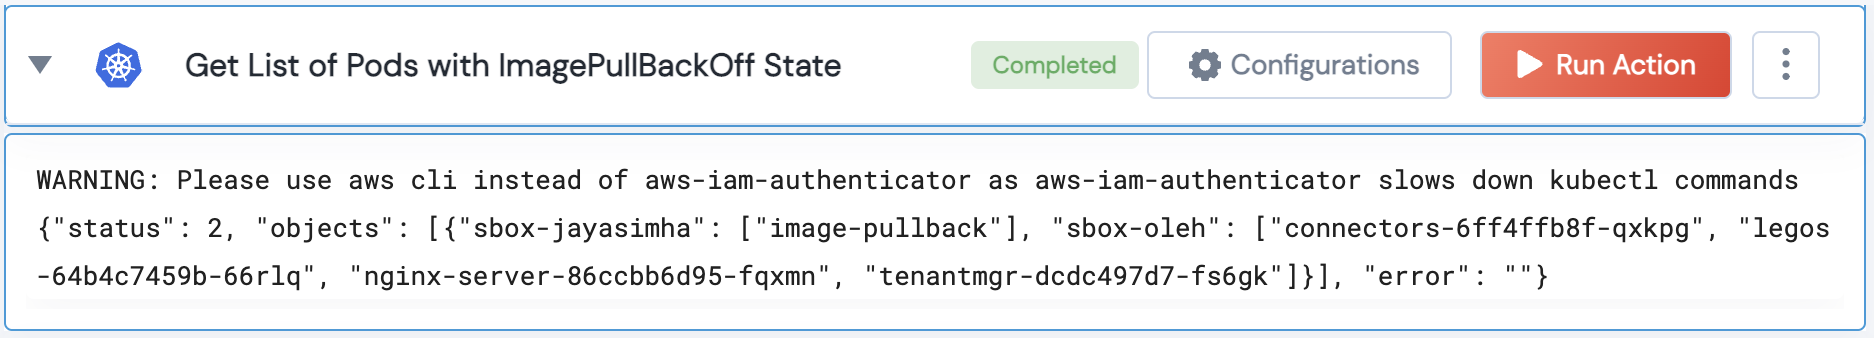 Get List of Pods with ImagePullBackOff State
Completed
Configurations
Run Action
WARNING: Please use aws cli instead of aws-iam-authenticator as aws-iam-authenticator slows down kubectl commands
{"status": 2, "objects": [{"sbox-jayasimha": ["image-pullback"], "sbox-oleh": ["connectors-6ff4ffb8f-qxkpg", "legos
-64b4c7459b-66rlq", "nginx-server-86ccbb6d95-fqxmn", "tenantmgr-dcdc497d7-fs6gk"]}], "error": ""}